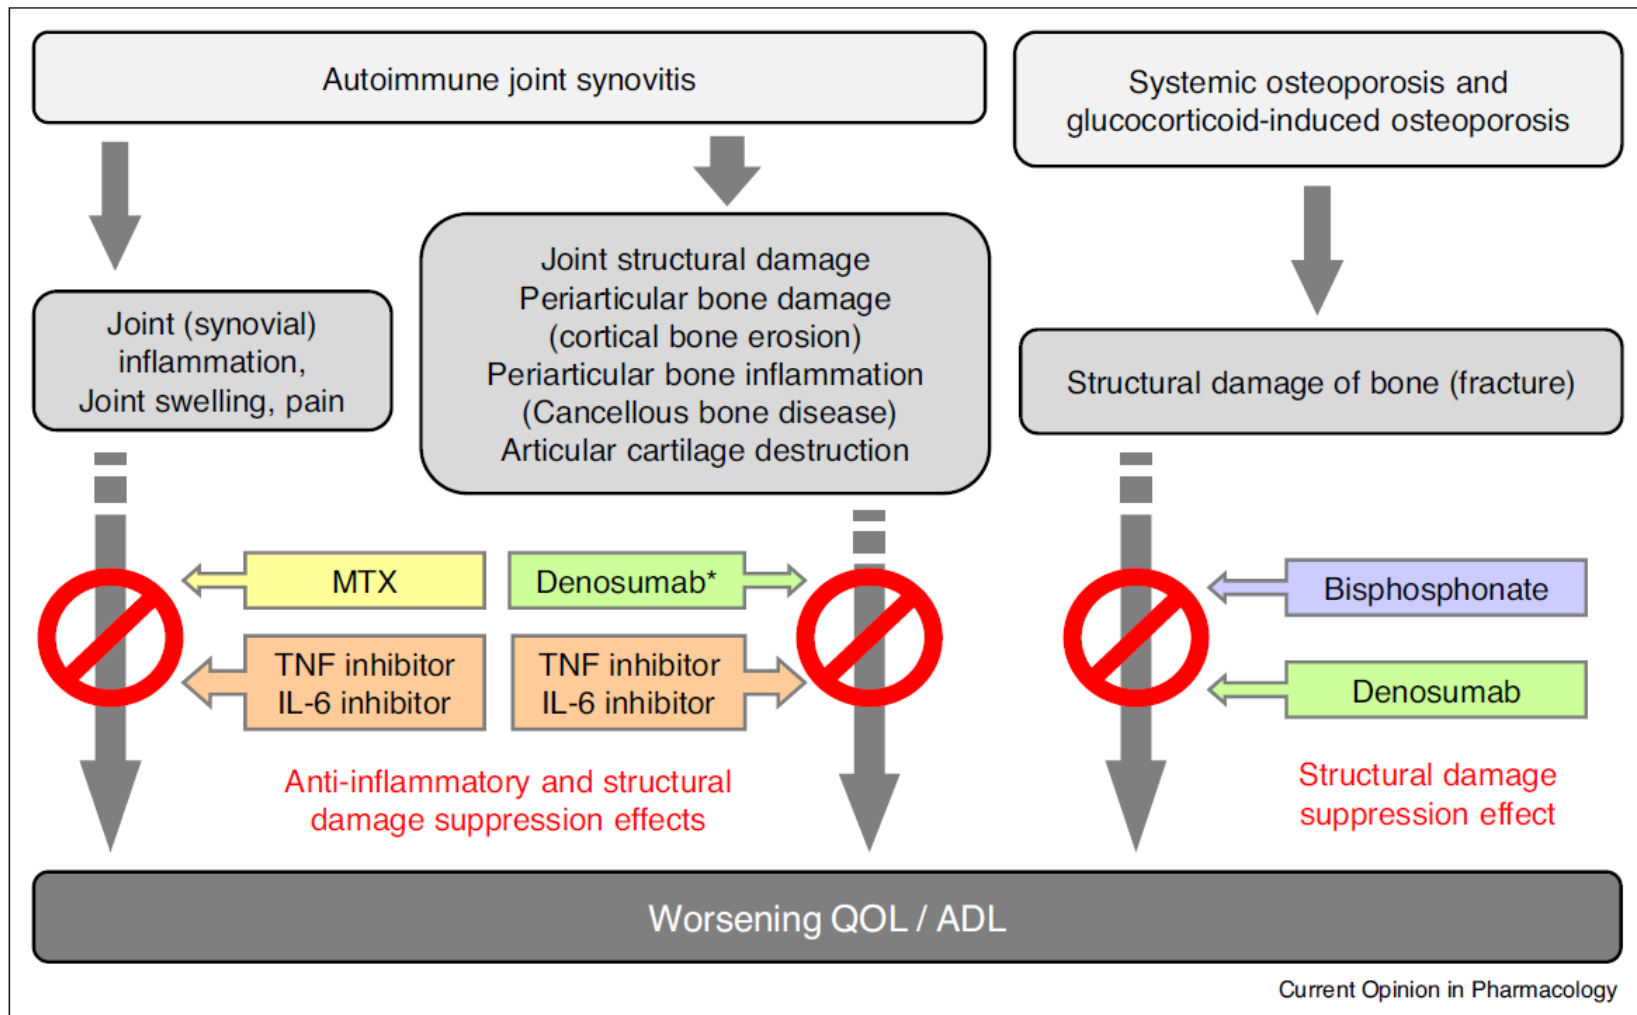 Autoimmune joint synovitis
Systemic osteoporosis and
glucocorticoid-induced osteoporosis
Joint (synovial)
inflammation,
Joint swelling, pain
Joint structural damage
Periarticular bone damage
(cortical bone erosion)
Periarticular bone inflammation
(Cancellous bone disease)
Articular cartilage destruction
Structural damage of bone (fracture)
MTX
TNF inhibitor
IL-6 inhibitor
Denosumab*
TNF inhibitor
IL-6 inhibitor
Bisphosphonate
Denosumab
Anti-inflammatory and structural
damage suppression effects
Structural damage
suppression effect
Worsening QOL / ADL
Current Opinion in Pharmacology